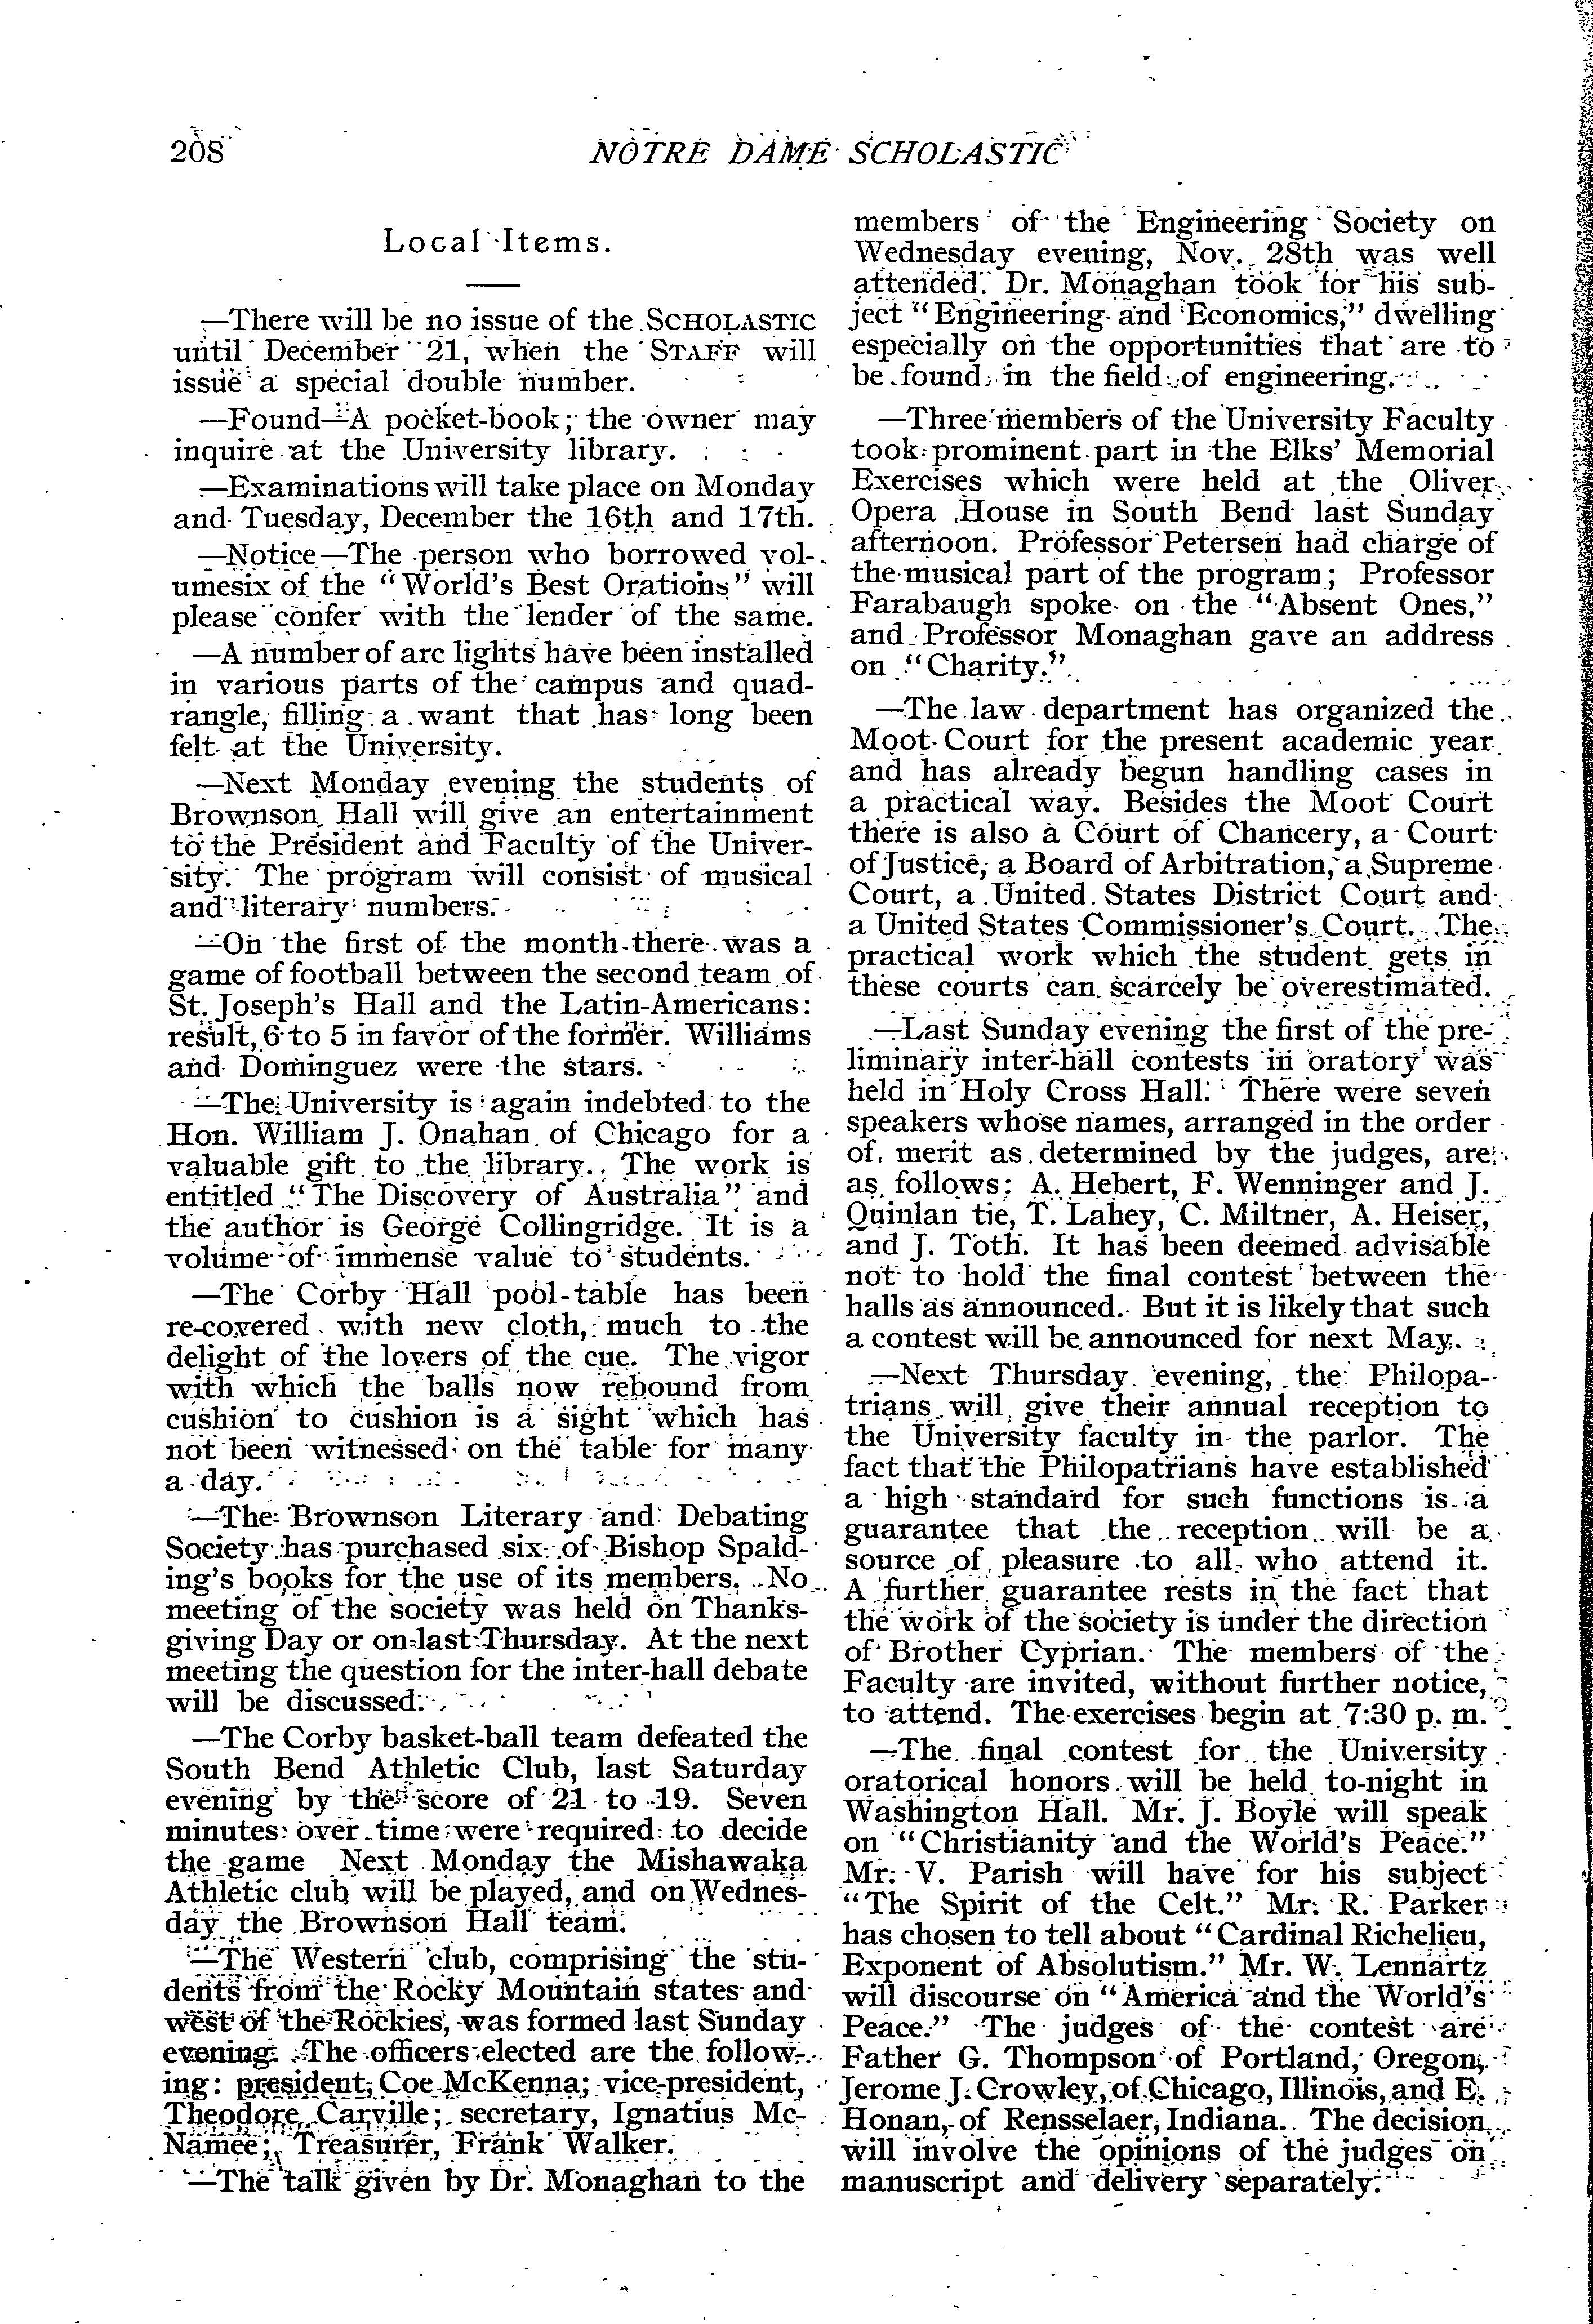 208
NOTRE DAME SCHOLASTIC
Local Items.
—There will be no issue of the SCHOLASTIC
until December 21, when the STAFF will
issue a special double number.
—Found—A pocket-book; the owner may
inquire at the University library.
—Examinations will take place on Monday
and Tuesday, December the 16th and 17th.
—Notice—The person who borrowed vol-
umesix of the "World's Best Orations" will
please confer with the lender of the same.
—A number of arc lights have been installed
in various parts of the campus and quad-
rangle, filling a want that has long been
felt at the University.
—Next Monday evening the students of
Brownson Hall will give an entertainment
to the President and Faculty of the Univer-
sity. The program will consist of musical
and literary numbers.
—On the first of the month there was a
game of football between the second team of
St. Joseph's Hall and the Latin-Americans:
result, 6 to 5 in favor of the former. Williams
and Dominguez were the stars.
—The University is again indebted to the
Hon. William J. Onahan of Chicago for a
valuable gift to the library. The work is
entitled "The Discovery of Australia" and
the author is George Collingridge. It is a
volume of immense value to students.
—The Corby Hall pool-table has been
re-covered with new cloth, much to the
delight of the lovers of the cue. The vigor
with which the balls now rebound from
cushion to cushion is a sight which has
not been witnessed on the table for many
a day.
—The Brownson Literary and Debating
Society has purchased six of Bishop Spald-
ing's books for the use of its members. No
meeting of the society was held on Thanks-
giving Day or on last Thursday. At the next
meeting the question for the inter-hall debate
will be discussed.
—The Corby basket-ball team defeated the
South Bend Athletic Club, last Saturday
evening by the score of 21 to 19. Seven
minutes over time were required to decide
the game Next Monday the Mishawaka
Athletic club will be played, and on Wednes-
day the Brownson Hall team.
—The Western club, comprising the stu-
dents from the Rocky Mountain states and
west of the Rockies, was formed last Sunday
evening. The officers elected are the follow-
ing: president, Coe McKenna; vice-president,
Theodore Carville; secretary, Ignatius Mc-
Namee; Treasurer, Frank Walker.
—The talk given by Dr. Monaghan to the
members of the Engineering Society on
Wednesday evening, Nov. 28th was well
attended. Dr. Monaghan took for his sub-
ject "Engineering and Economics," dwelling
especially on the opportunities that are to
be found in the field of engineering.
—Three members of the University Faculty
took prominent part in the Elks' Memorial
Exercises which were held at the Oliver
Opera House in South Bend last Sunday
afternoon. Professor Petersen had charge of
the musical part of the program; Professor
Farabaugh spoke on the "Absent Ones,"
and Professor Monaghan gave an address
on "Charity."
—The law department has organized the
Moot Court for the present academic year
and has already begun handling cases in
a practical way. Besides the Moot Court
there is also a Court of Chancery, a Court
of Justice, a Board of Arbitration, a Supreme
Court, a United States District Court and
a United States Commissioner's Court. The
practical work which the student gets in
these courts can scarcely be overestimated.
—Last Sunday evening the first of the pre-
liminary inter-hall contests in oratory was
held in Holy Cross Hall. There were seven
speakers whose names, arranged in the order
of merit as determined by the judges, are
as follows: A. Hebert, F. Wenninger and J.
Quinlan tie, T. Lahey, C. Miltner, A. Heiser,
and J. Toth. It has been deemed advisable
not to hold the final contest between the
halls as announced. But it is likely that such
a contest will be announced for next May.
—Next Thursday evening, the Philopa-
trians will give their annual reception to
the University faculty in the parlor. The
fact that the Philopatrians have established
a high standard for such functions is a
guarantee that the reception will be a
source of pleasure to all who attend it.
A further guarantee rests in the fact that
the work of the society is under the direction
of Brother Cyprian. The members of the
Faculty are invited, without further notice,
to attend. The exercises begin at 7:30 p. m.
—The final contest for the University
oratorical honors will be held to-night in
Washington Hall. Mr. J. Boyle will speak
on "Christianity and the World's Peace."
Mr. V. Parish will have for his subject
"The Spirit of the Celt." Mr. R. Parker
has chosen to tell about "Cardinal Richelieu,
Exponent of Absolutism." Mr. W. Lennartz
will discourse on "America and the World's
Peace." The judges of the contest are
Father G. Thompson of Portland, Oregon,
Jerome J. Crowley, of Chicago, Illinois, and E.
Honan, of Rensselaer, Indiana. The decision
will involve the opinions of the judges on
manuscript and delivery separately.